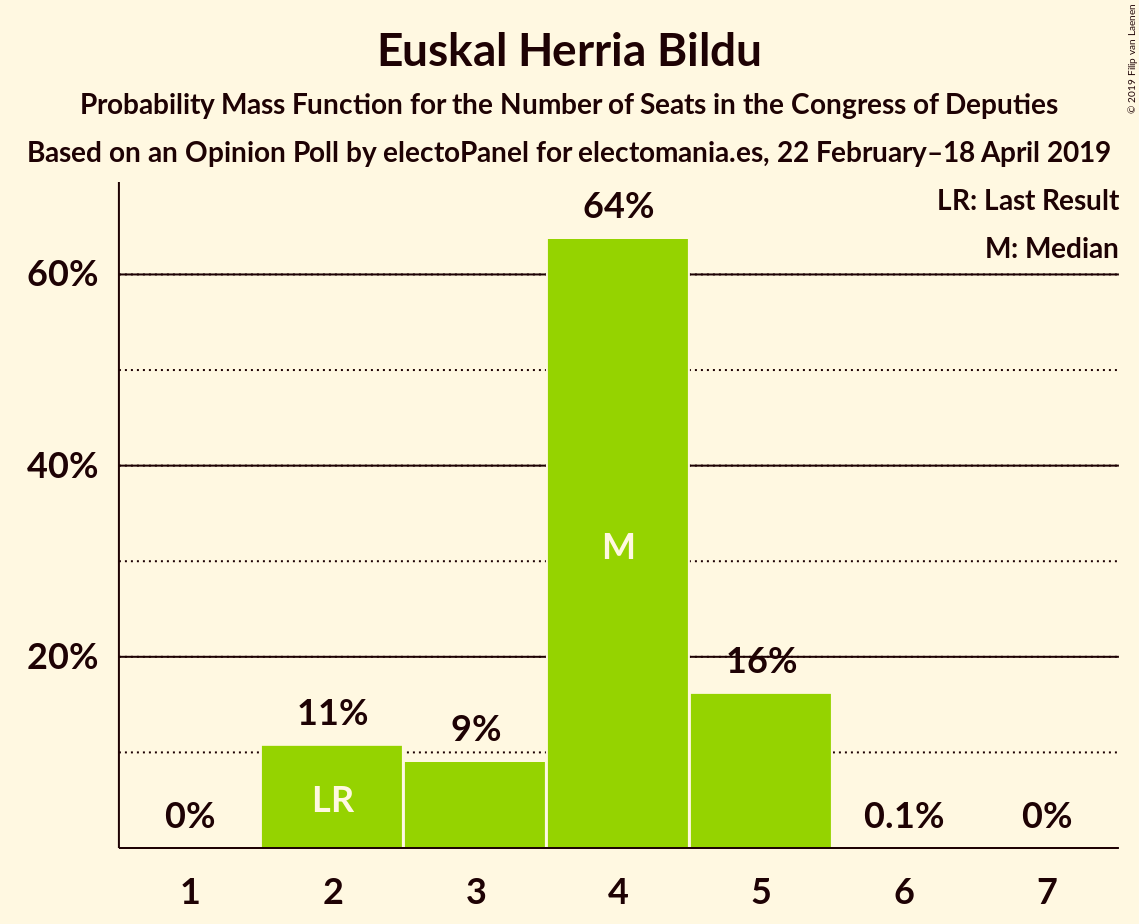 Euskal Herria Bildu
Probability Mass Function for the Number of Seats in the Congress of Deputies
Based on an Opinion Poll by electoPanel for electomania.es, 22 February–18 April 2019
© 2019 Filip van Laenen
LR: Last Result
M: Median
60%
40%
20%
0%
11%
9%
64%
16%
0.1%
0%
LR
M
1 2 3 4 5 6 7